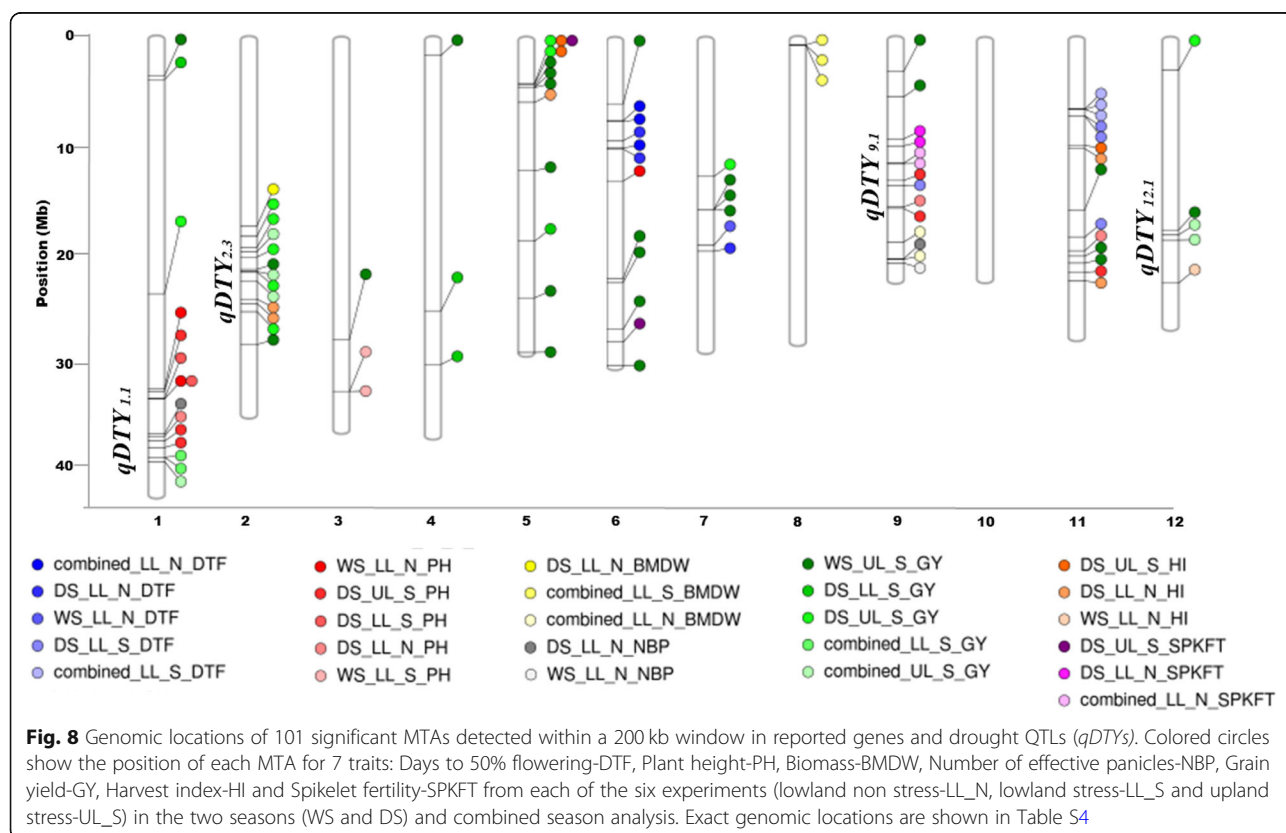 0
10
20
30
40
Position (Mb)
qDTY 1.1
qDTY2.3
qDTY9.1
qDTY12.1
1 2 3 4 5 6 7 8 9 10 11 12
combined_LL_N_DTF
DS_LL_N_DTF
WS_LL_N_DTF
DS_LL_S_DTF
combined_LL_S_DTF
WS_LL_N_PH
DS_UL_S_PH
DS_LL_S_PH
DS_LL_N_PH
WS_LL_S_PH
DS_LL_N_BMDW
combined_LL_S_BMDW
combined_LL_N_BMDW
DS_LL_N_NBP
WS_LL_N_NBP
WS_UL_S_GY
DS_LL_S_GY
DS_UL_S_GY
combined_LL_S_GY
combined_UL_S_GY
DS_UL_S_HI
DS_LL_N_HI
WS_LL_N_HI
DS_UL_S_SPKFT
DS_LL_N_SPKFT
combined_LL_N_SPKFT
Fig. 8 Genomic locations of 101 significant MTAs detected within a 200 kb window in reported genes and drought QTLs (qDTYs). Colored circles
show the position of each MTA for 7 traits: Days to 50% flowering-DTF, Plant height-PH, Biomass-BMDW, Number of effective panicles-NBP, Grain
yield-GY, Harvest index-HI and Spikelet fertility-SPKFT from each of the six experiments (lowland non stress-LL_N, lowland stress-LL_S and upland
stress-UL_S) in the two seasons (WS and DS) and combined season analysis. Exact genomic locations are shown in Table S4